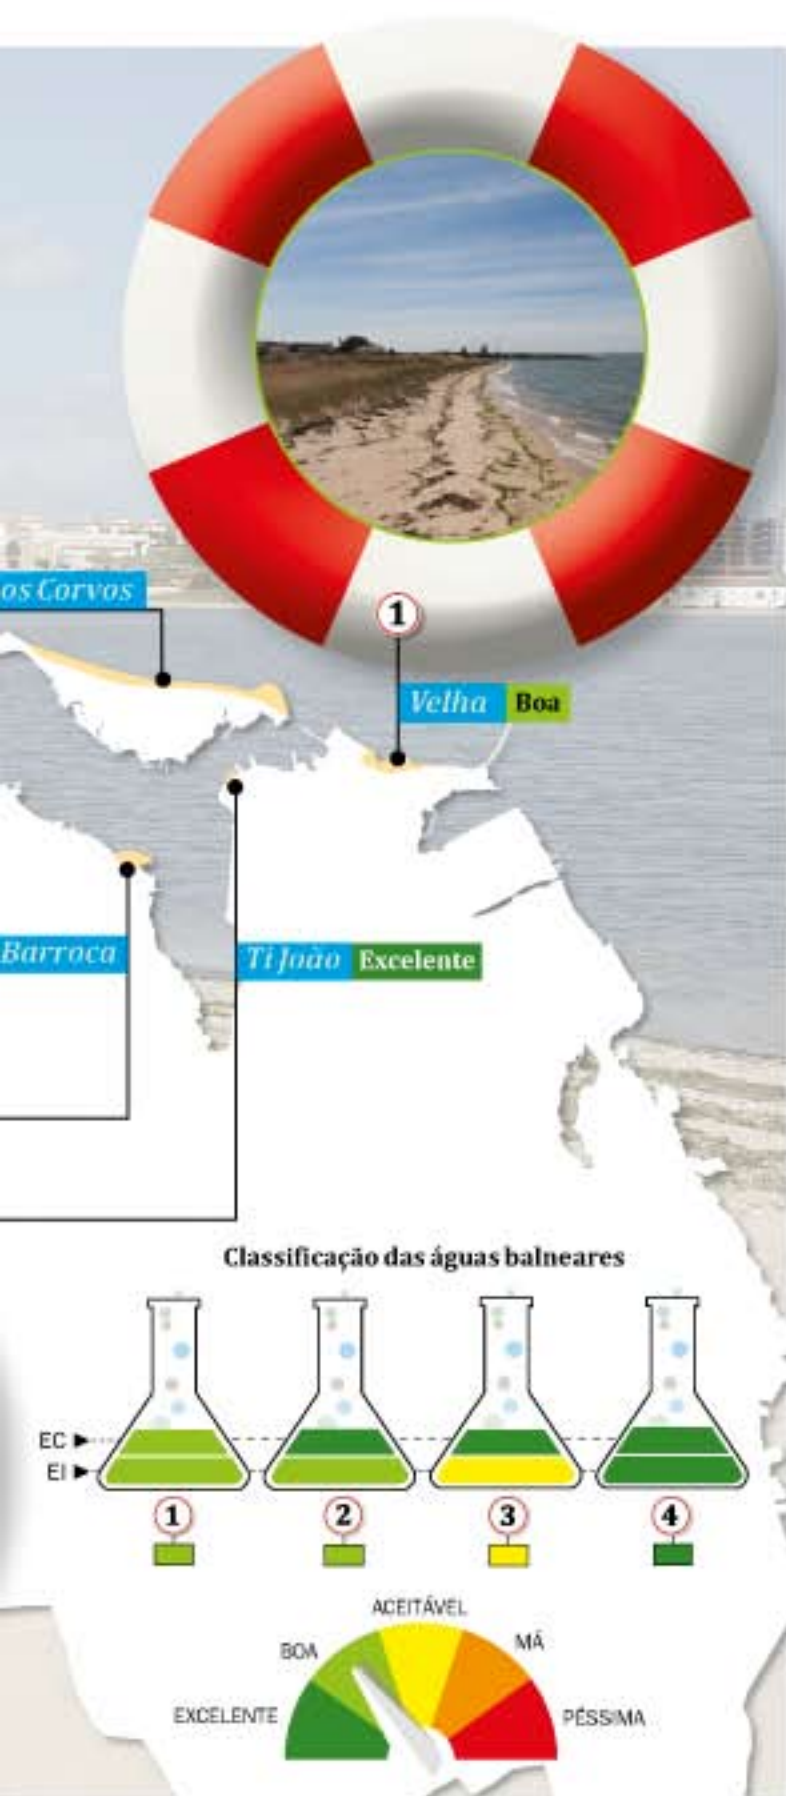 os Corvos
1
Velha Boa
Barroca
Ti João Excelente
Classificação das águas balneares
EC
EI
1 2 3 4
ACEITÁVEL
BOA MÁ
EXCELENTE PÉSSIMA